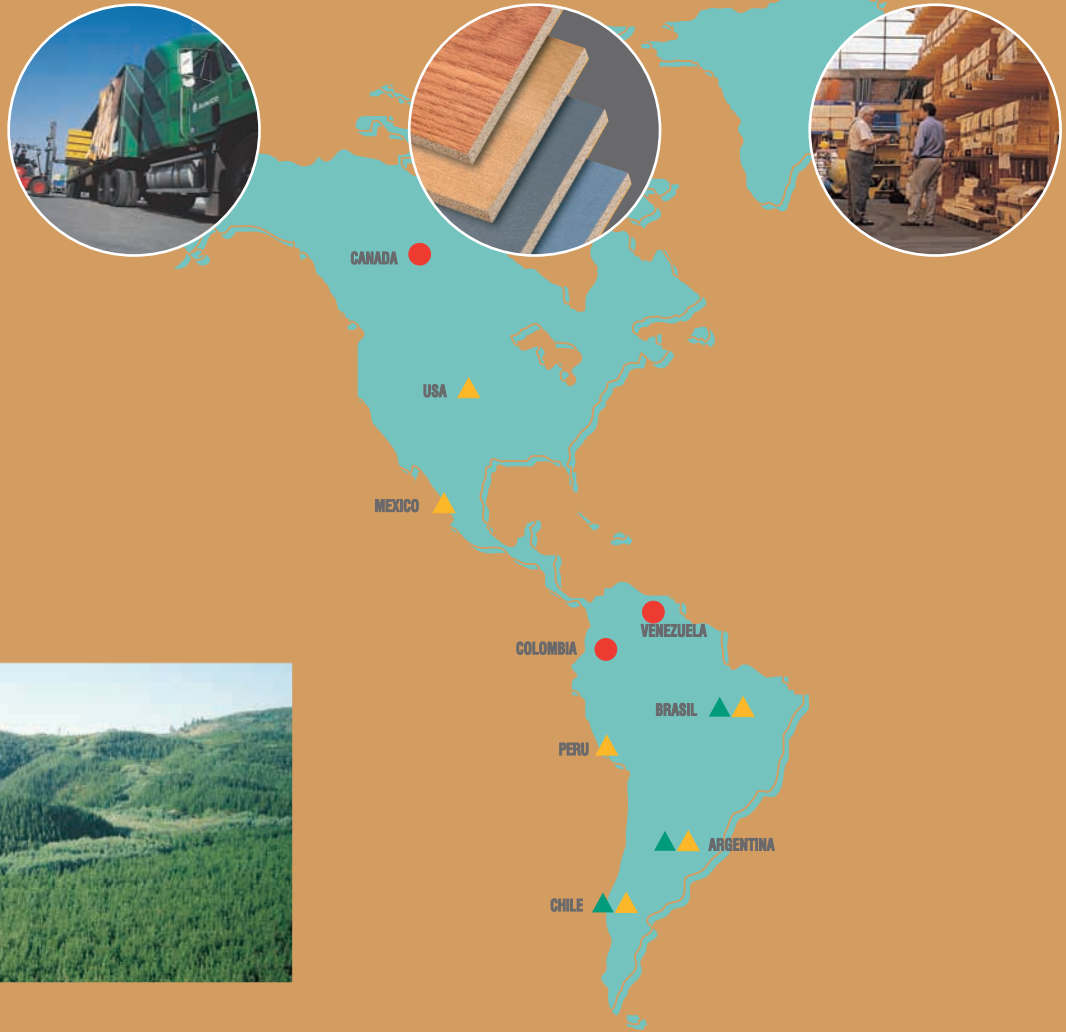 CANADA
USA
MEXICO
VENEZUELA
COLOMBIA
BRASIL
PERU
ARGENTINA
CHILE